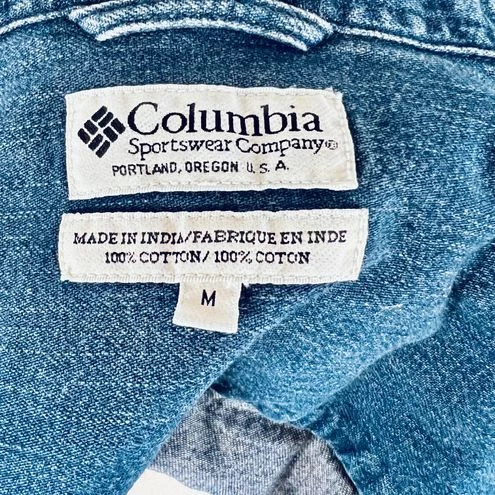 Columbia
Sportswear Company®
PORTLAND, OREGON U.S.A.
MADE IN INDIA/FABRIQUE EN INDE
100% COTTON/100% COTON
M